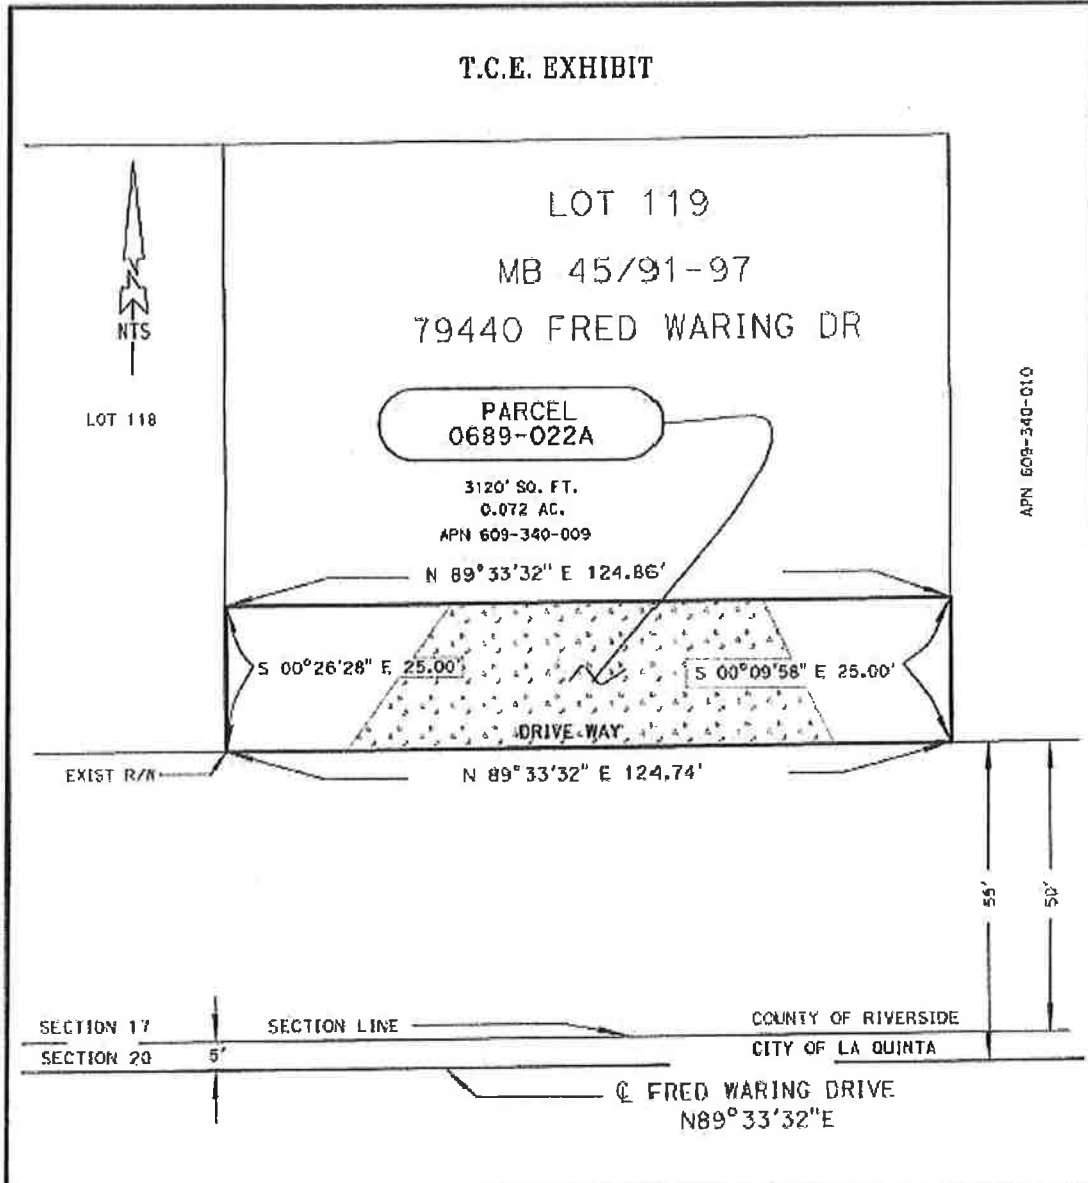 T.C.E. EXHIBIT
LOT 119
MB 45/91-97
79440 FRED WARING DR
N
NTS
LOT 118
PARCEL
0689-022A
3120' SQ. FT.
0.072 AC.
APN 609-340-009
APN 609-340-010
N 89°33'32" E 124.86'
S 00°26'28" E 25.00'
S 00°09'58" E 25.00'
DRIVE WAY
EXIST R/W
N 89°33'32" E 124.74'
55'
50'
SECTION 17
SECTION LINE
COUNTY OF RIVERSIDE
SECTION 20
5'
CITY OF LA QUINTA
℄ FRED WARING DRIVE
N89°33'32"E